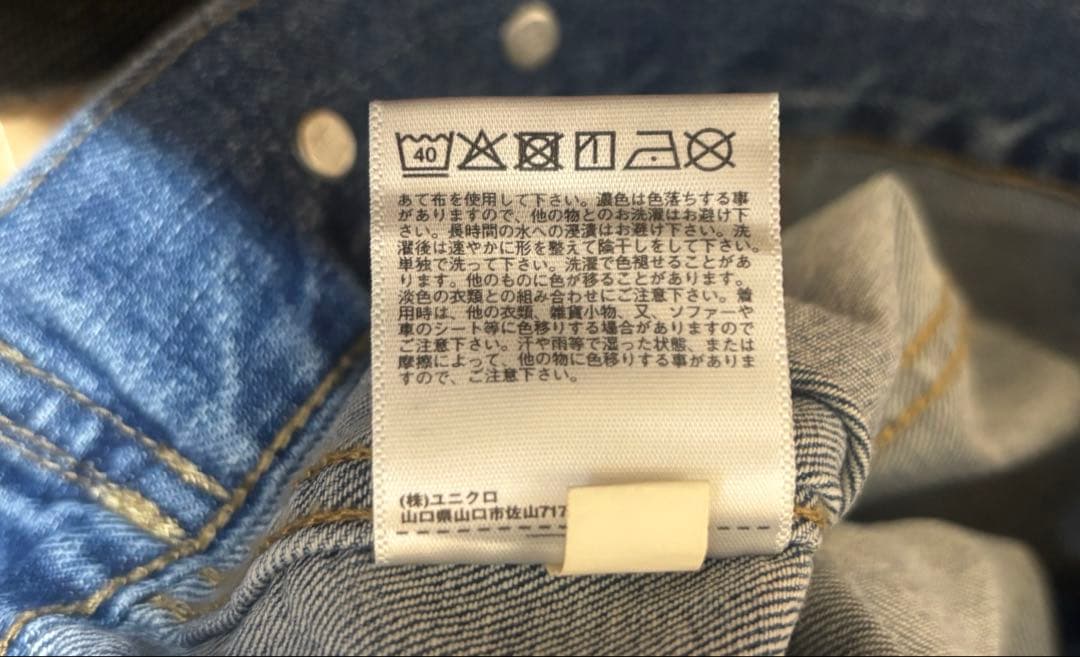 40
あて布を使用して下さい。濃色は色落ちする事
がありますので、他の物とのお洗濯はお避け下
さい。長時間の水への浸漬はお避け下さい。洗
濯後は速やかに形を整えて陰干しをして下さい。
単独で洗って下さい。洗濯で色褪せることがあ
ります。他のものに色が移ることがあります。
淡色の衣類との組み合わせにご注意下さい。着
用時は、他の衣類、雑貨小物、又、ソファーや
車のシート等に色移りする場合がありますので
ご注意下さい。汗や雨等で湿った状態、または
摩擦によって、他の物に色移りする事がありま
すので、ご注意下さい。
(株)ユニクロ
山口県山口市佐山717